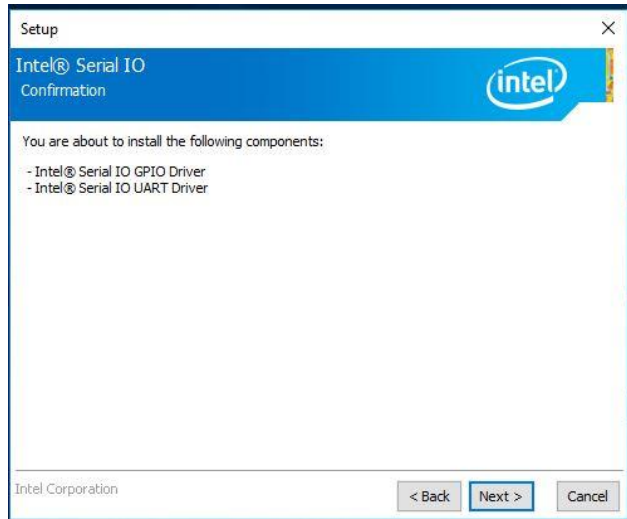 Setup
Intel® Serial IO
Confirmation
intel
You are about to install the following components:
- Intel® Serial IO GPIO Driver
- Intel® Serial IO UART Driver
Intel Corporation
< Back Next > Cancel